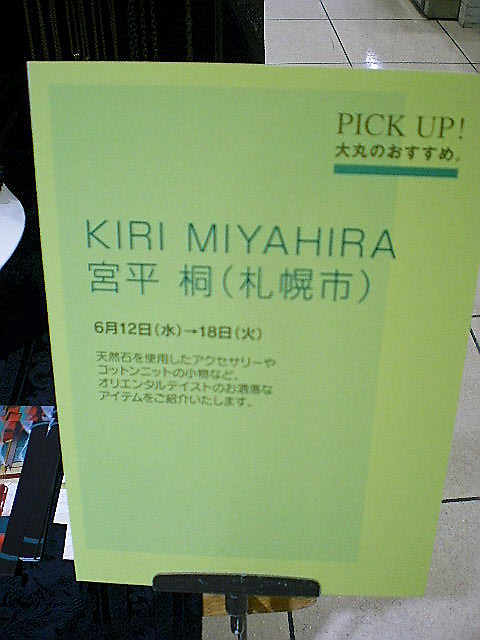 PICK UP!
大丸のおすすめ。
KIRI MIYAHIRA
宮平 桐(札幌市)
6月12日(水)→18日(火)
天然石を使用したアクセサリーや
コットンニットの小物など、
オリエンタルテイストのお洒落な
アイテムをご紹介いたします。